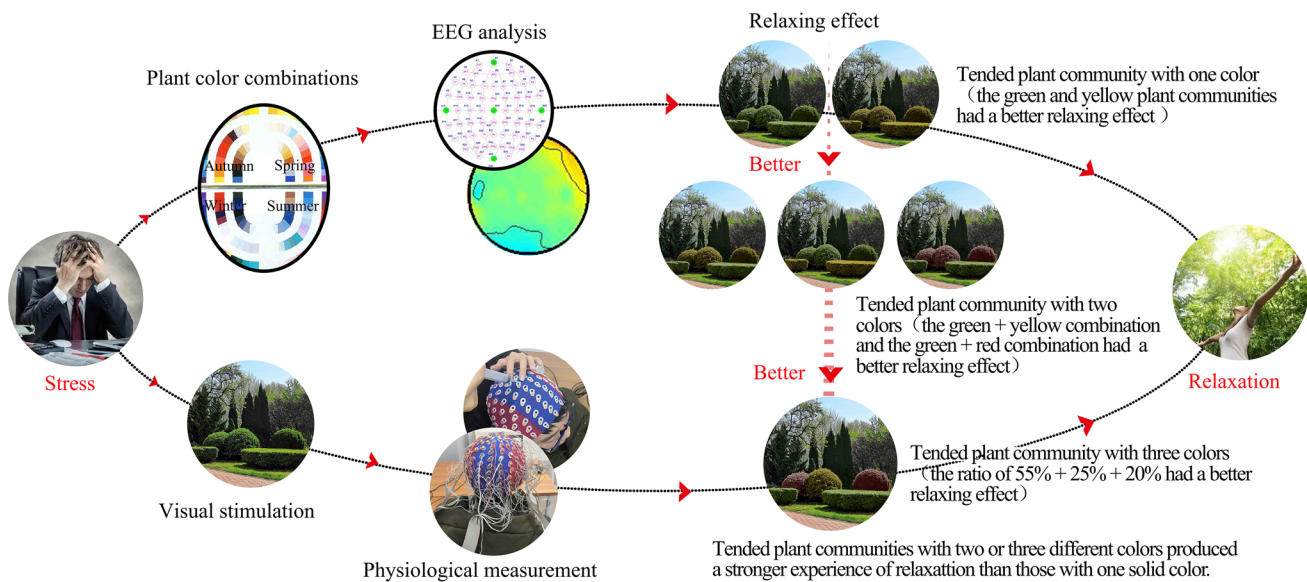 Relaxing effect
EEG analysis
Plant color combinations
Autumn
Spring
Winter
Summer
Tended plant community with one color
（the green and yellow plant communities
had a better relaxing effect）
Better
Stress
Tended plant community with two
colors（the green + yellow combination
and the green + red combination had a
better relaxing effect）
Better
Relaxation
Visual stimulation
Physiological measurement
Tended plant community with three colors
（the ratio of 55% + 25% + 20% had a better
relaxing effect）
Tended plant communities with two or three different colors produced
a stronger experience of relaxattion than those with one solid color.